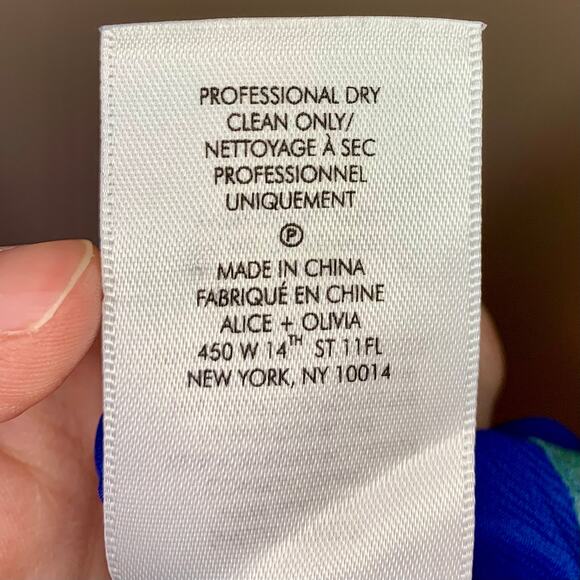 PROFESSIONAL DRY
CLEAN ONLY/
NETTOYAGE À SEC
PROFESSIONNEL
UNIQUEMENT
Ⓟ
MADE IN CHINA
FABRIQUÉ EN CHINE
ALICE + OLIVIA
450 W 14TH ST 11FL
NEW YORK, NY 10014